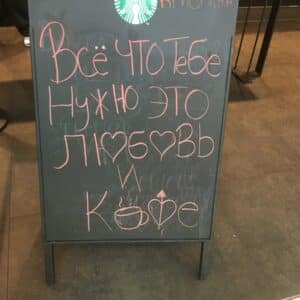 Всё что тебе
нужно это
любовь
и
кофе